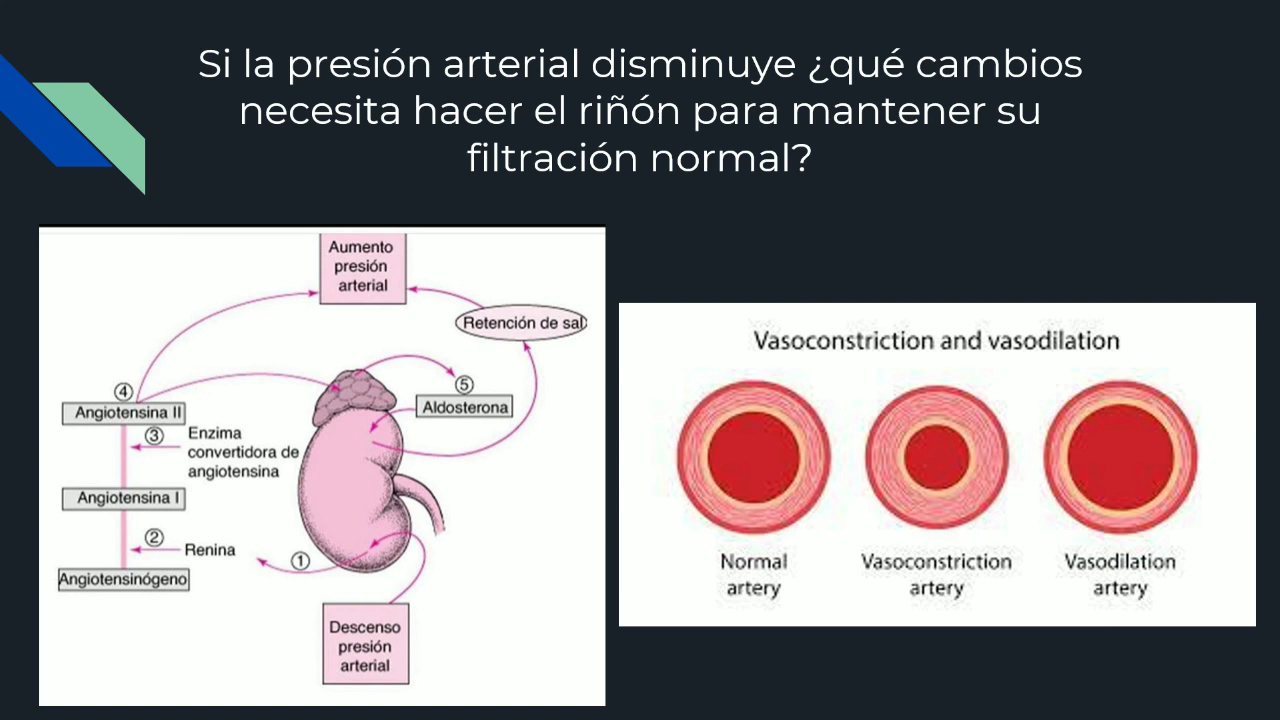 Si la presión arterial disminuye ¿qué cambios
necesita hacer el riñón para mantener su
filtración normal?
Aumento
presión
arterial
Retención de sal
④
Angiotensina II
③
Enzima
convertidora de
angiotensina
⑤
Aldosterona
Angiotensina I
②
Renina
①
Angiotensinógeno
Descenso
presión
arterial
Vasoconstriction and vasodilation
Normal
artery
Vasoconstriction
artery
Vasodilation
artery